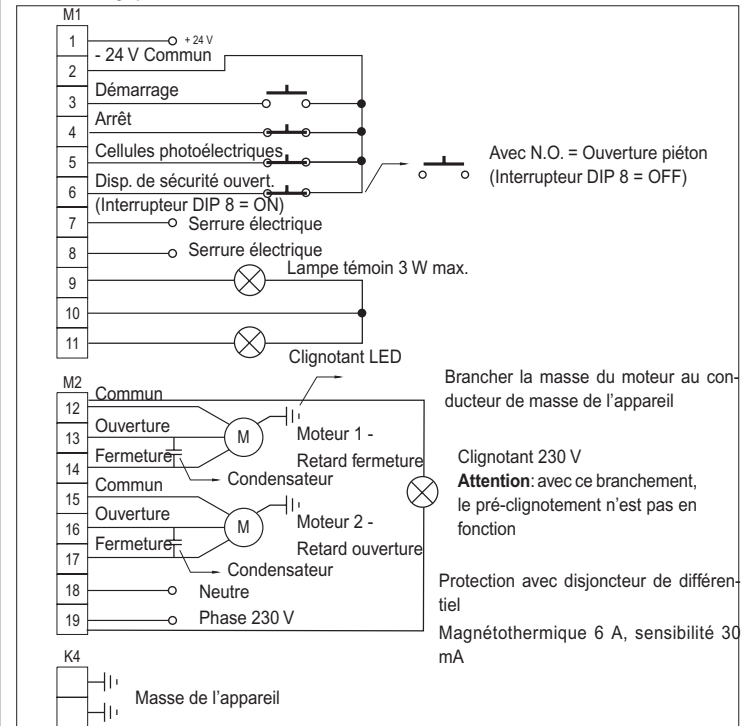 M1
1
+ 24 V
- 24 V Commun
2
Démarrage
3
Arrêt
4
Cellules photoélectriques
5
Avec N.O. = Ouverture piéton
(Interrupteur DIP 8 = OFF)
Disp. de sécurité ouvert.
6
(Interrupteur DIP 8 = ON)
7
Serrure électrique
8
Serrure électrique
Lampe témoin 3 W max.
9
10
11
Clignotant LED
M2
Commun
12
Ouverture
13
M
Moteur 1 -
Retard fermeture
Fermeture
14
Condensateur
Commun
15
Ouverture
16
M
Moteur 2 -
Retard ouverture
Fermeture
17
Condensateur
18
Neutre
19
Phase 230 V
Brancher la masse du moteur au con-
ducteur de masse de l'appareil
Clignotant 230 V
Attention: avec ce branchement,
le pré-clignotement n'est pas en
fonction
Protection avec disjoncteur de différen-
tiel
Magnétothermique 6 A, sensibilité 30
mA
K4
Masse de l'appareil